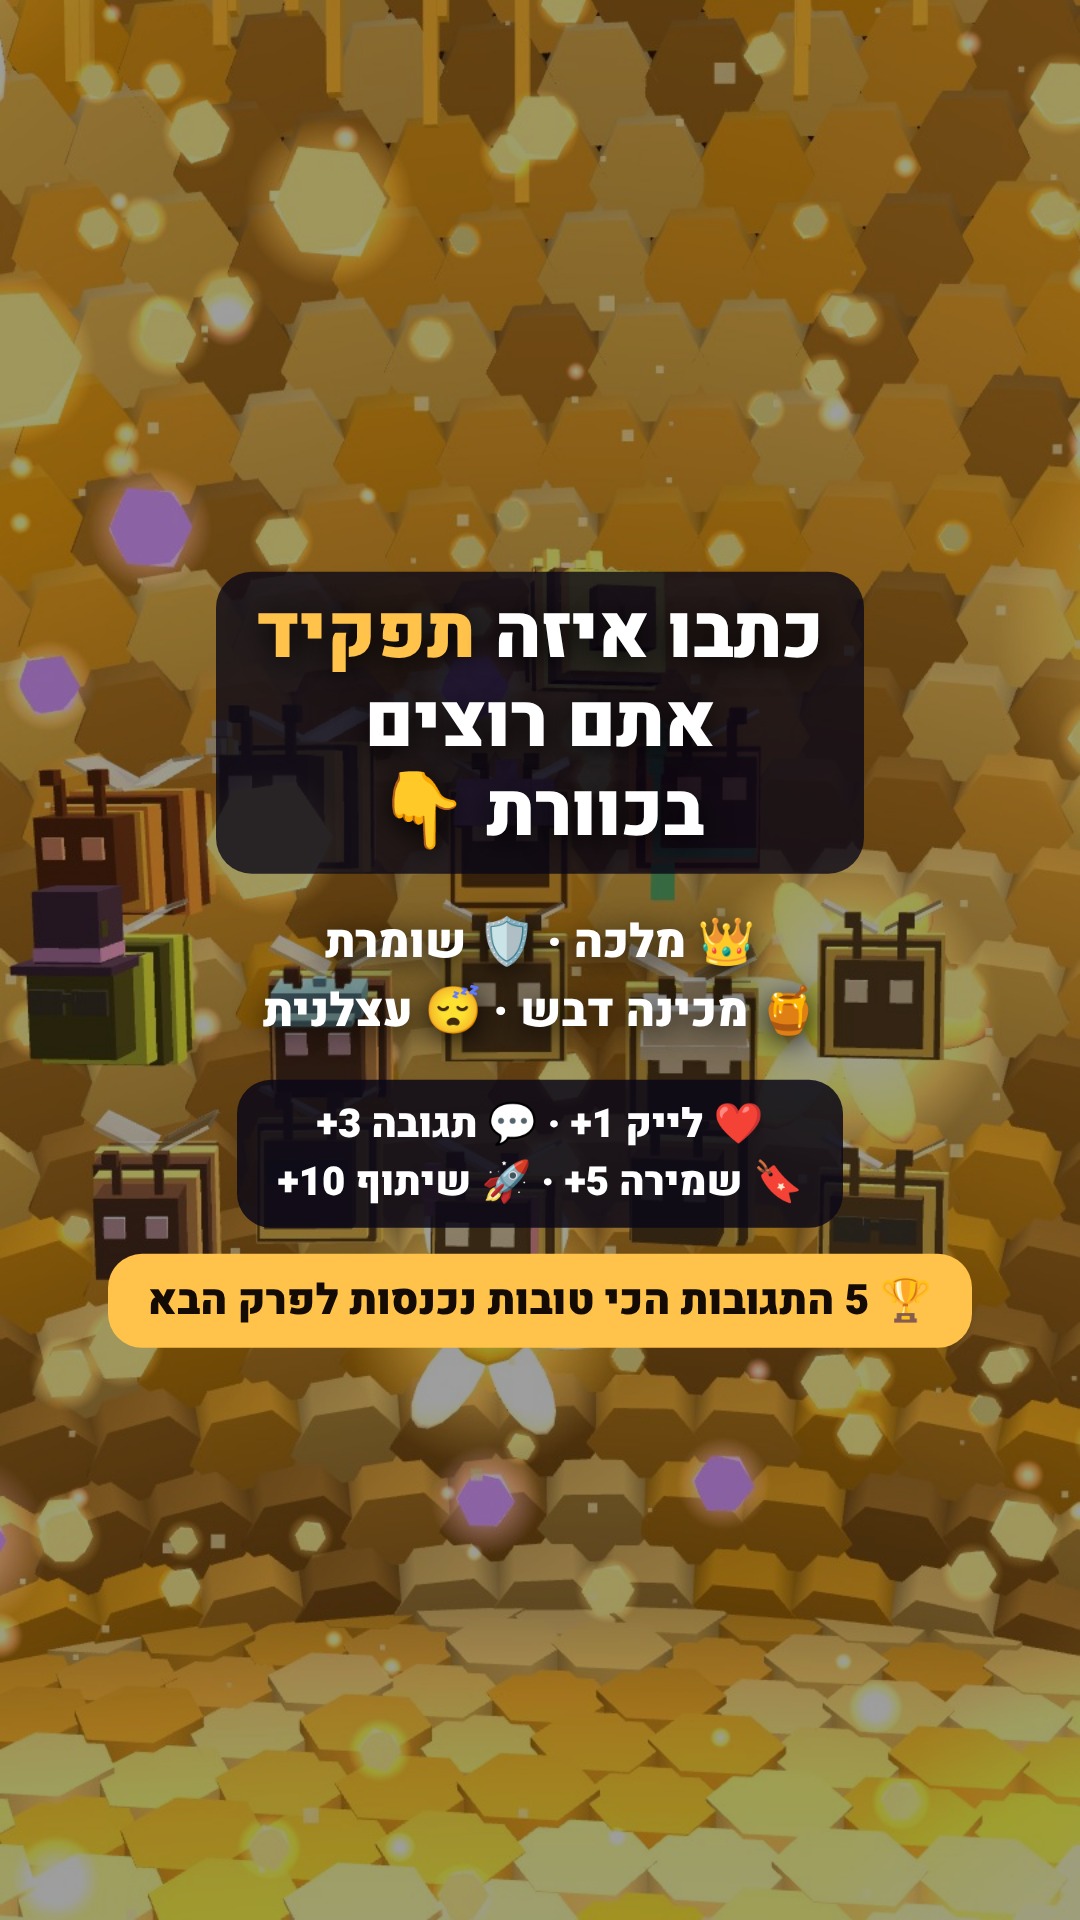 כתבו איזה תפקיד
אתם רוצים
בכוורת 👇
👑 מלכה · 🛡️ שומרת
🍯 מכינה דבש · 😴 עצלנית
❤️ לייק 1+ · 💬 תגובה 3+
🔖 שמירה 5+ · 🚀 שיתוף 10+
🏆 5 התגובות הכי טובות נכנסות לפרק הבא